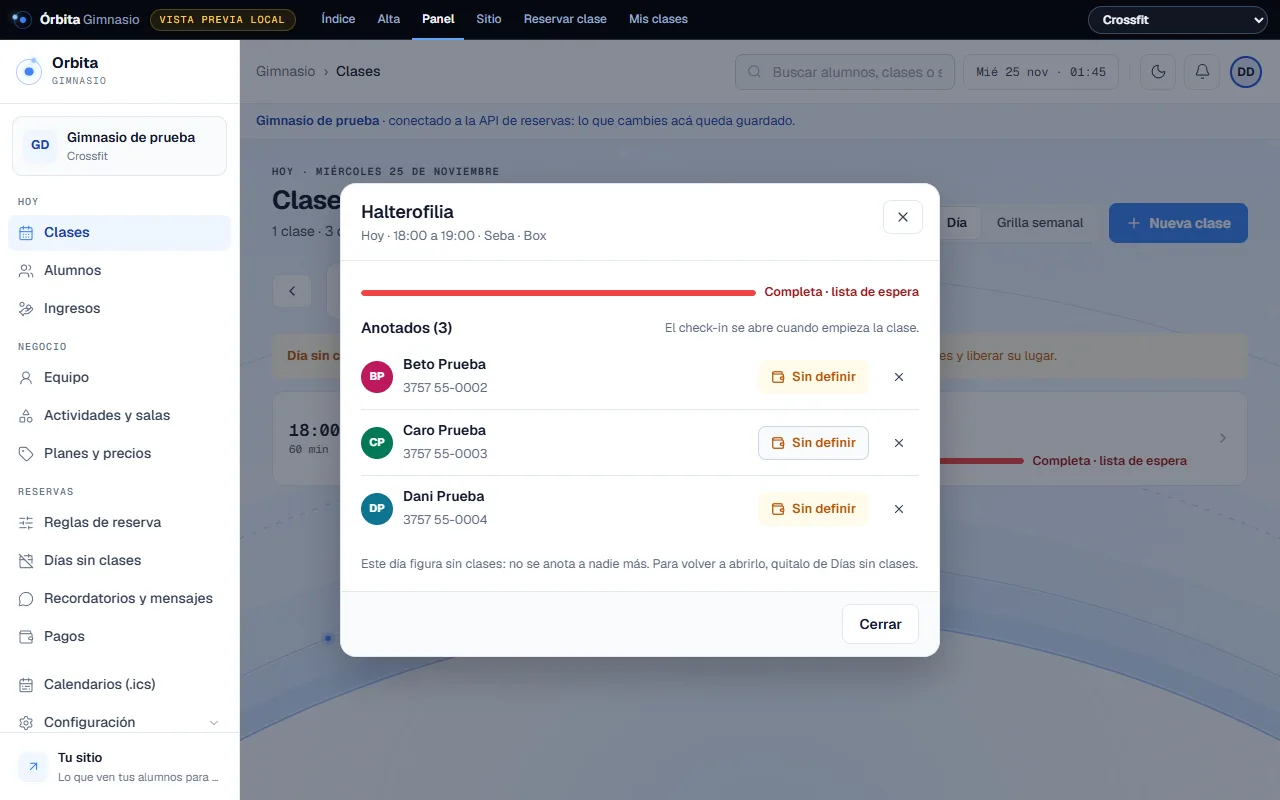 Órbita Gimnasio
VISTA PREVIA LOCAL
Índice
Alta
Panel
Sitio
Reservar clase
Mis clases
Crossfit
Orbita
GIMNASIO
GD
Gimnasio de prueba
Crossfit
HOY
Clases
Alumnos
Ingresos
NEGOCIO
Equipo
Actividades y salas
Planes y precios
RESERVAS
Reglas de reserva
Días sin clases
Recordatorios y mensajes
Pagos
Calendarios (.ics)
Configuración
Tu sitio
Lo que ven tus alumnos para …
Gimnasio › Clases
Buscar alumnos, clases o s
Mié 25 nov · 01:45
DD
Gimnasio de prueba · conectado a la API de reservas: lo que cambies acá queda guardado.
HOY · MIÉRCOLES 25 DE NOVIEMBRE
Clase
1 clase · 3
Día
Grilla semanal
+ Nueva clase
Día sin c
es y liberar su lugar.
18:00
60 min
Completa · lista de espera
Halterofilia
Hoy · 18:00 a 19:00 · Seba · Box
Completa · lista de espera
Anotados (3)
El check-in se abre cuando empieza la clase.
BP
Beto Prueba
3757 55-0002
Sin definir
CP
Caro Prueba
3757 55-0003
Sin definir
DP
Dani Prueba
3757 55-0004
Sin definir
Este día figura sin clases: no se anota a nadie más. Para volver a abrirlo, quitalo de Días sin clases.
Cerrar